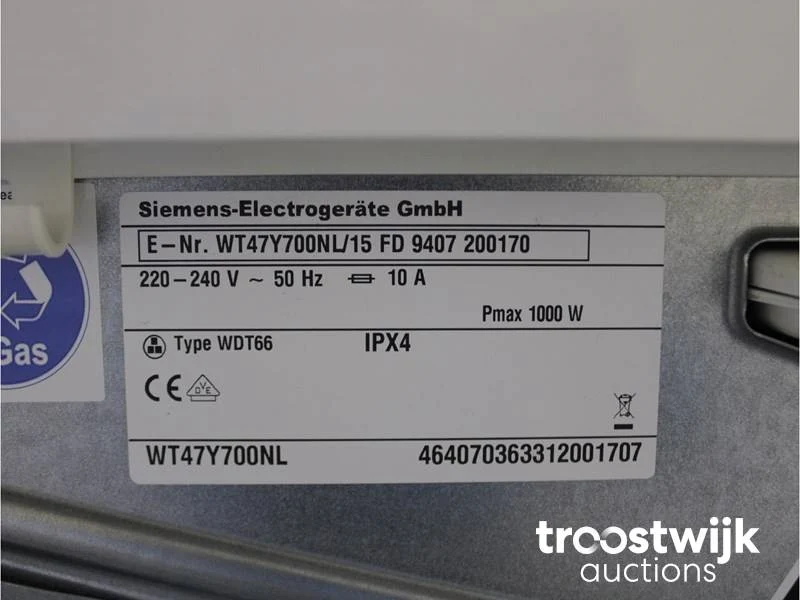 Siemens-Electrogeräte GmbH
E-Nr. WT47Y700NL/15 FD 9407 200170
220-240 V ~ 50 Hz 10 A
Pmax 1000 W
Type WDT66 IPX4
CE DVE
WT47Y700NL 464070363312001707
Gas
troostwijk
auctions